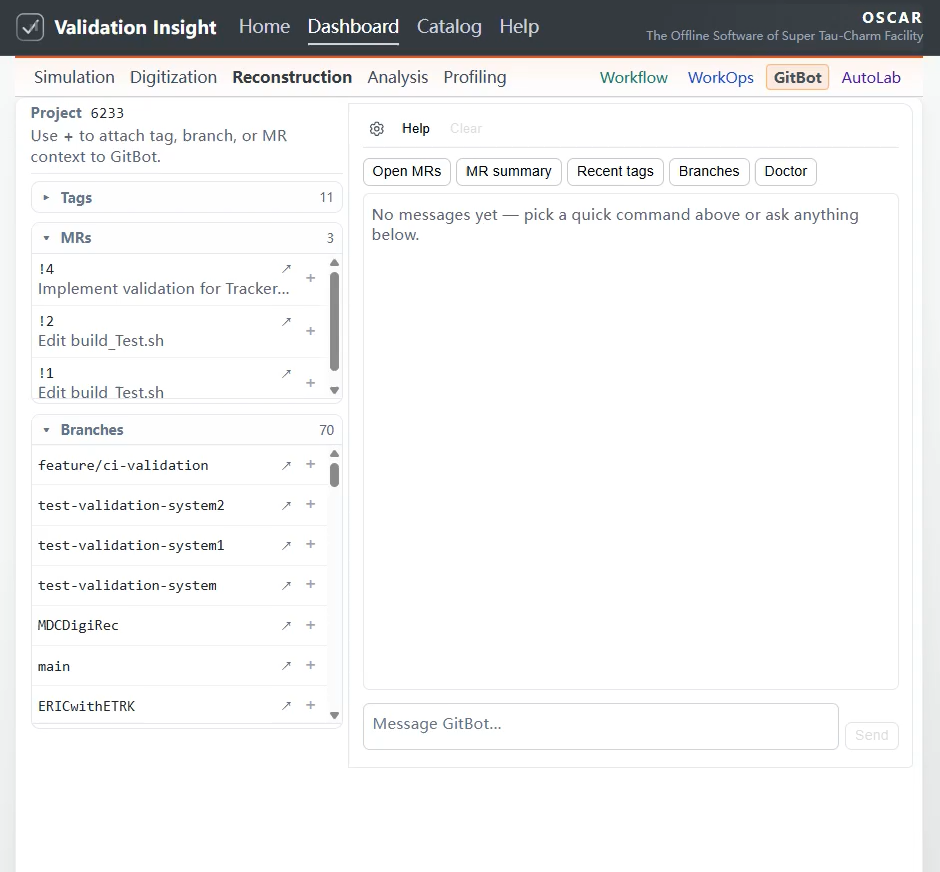 Validation Insight Home Dashboard Catalog Help
OSCAR
The Offline Software of Super Tau-Charm Facility
Simulation Digitization Reconstruction Analysis Profiling Workflow WorkOps GitBot AutoLab
Project 6233
Use + to attach tag, branch, or MR
context to GitBot.
Tags 11
MRs 3
!4
Implement validation for Tracker...
!2
Edit build_Test.sh
!1
Edit build_Test.sh
Branches 70
feature/ci-validation
test-validation-system2
test-validation-system1
test-validation-system
MDCDigiRec
main
ERICwithETRK
Help Clear
Open MRs MR summary Recent tags Branches Doctor
No messages yet — pick a quick command above or ask anything
below.
Message GitBot...
Send